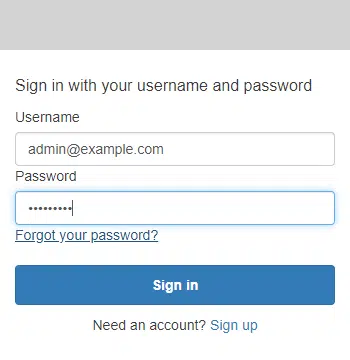 Sign in with your username and password
Username
admin@example.com
Password
•••••••••
Forgot your password?
Sign in
Need an account? Sign up